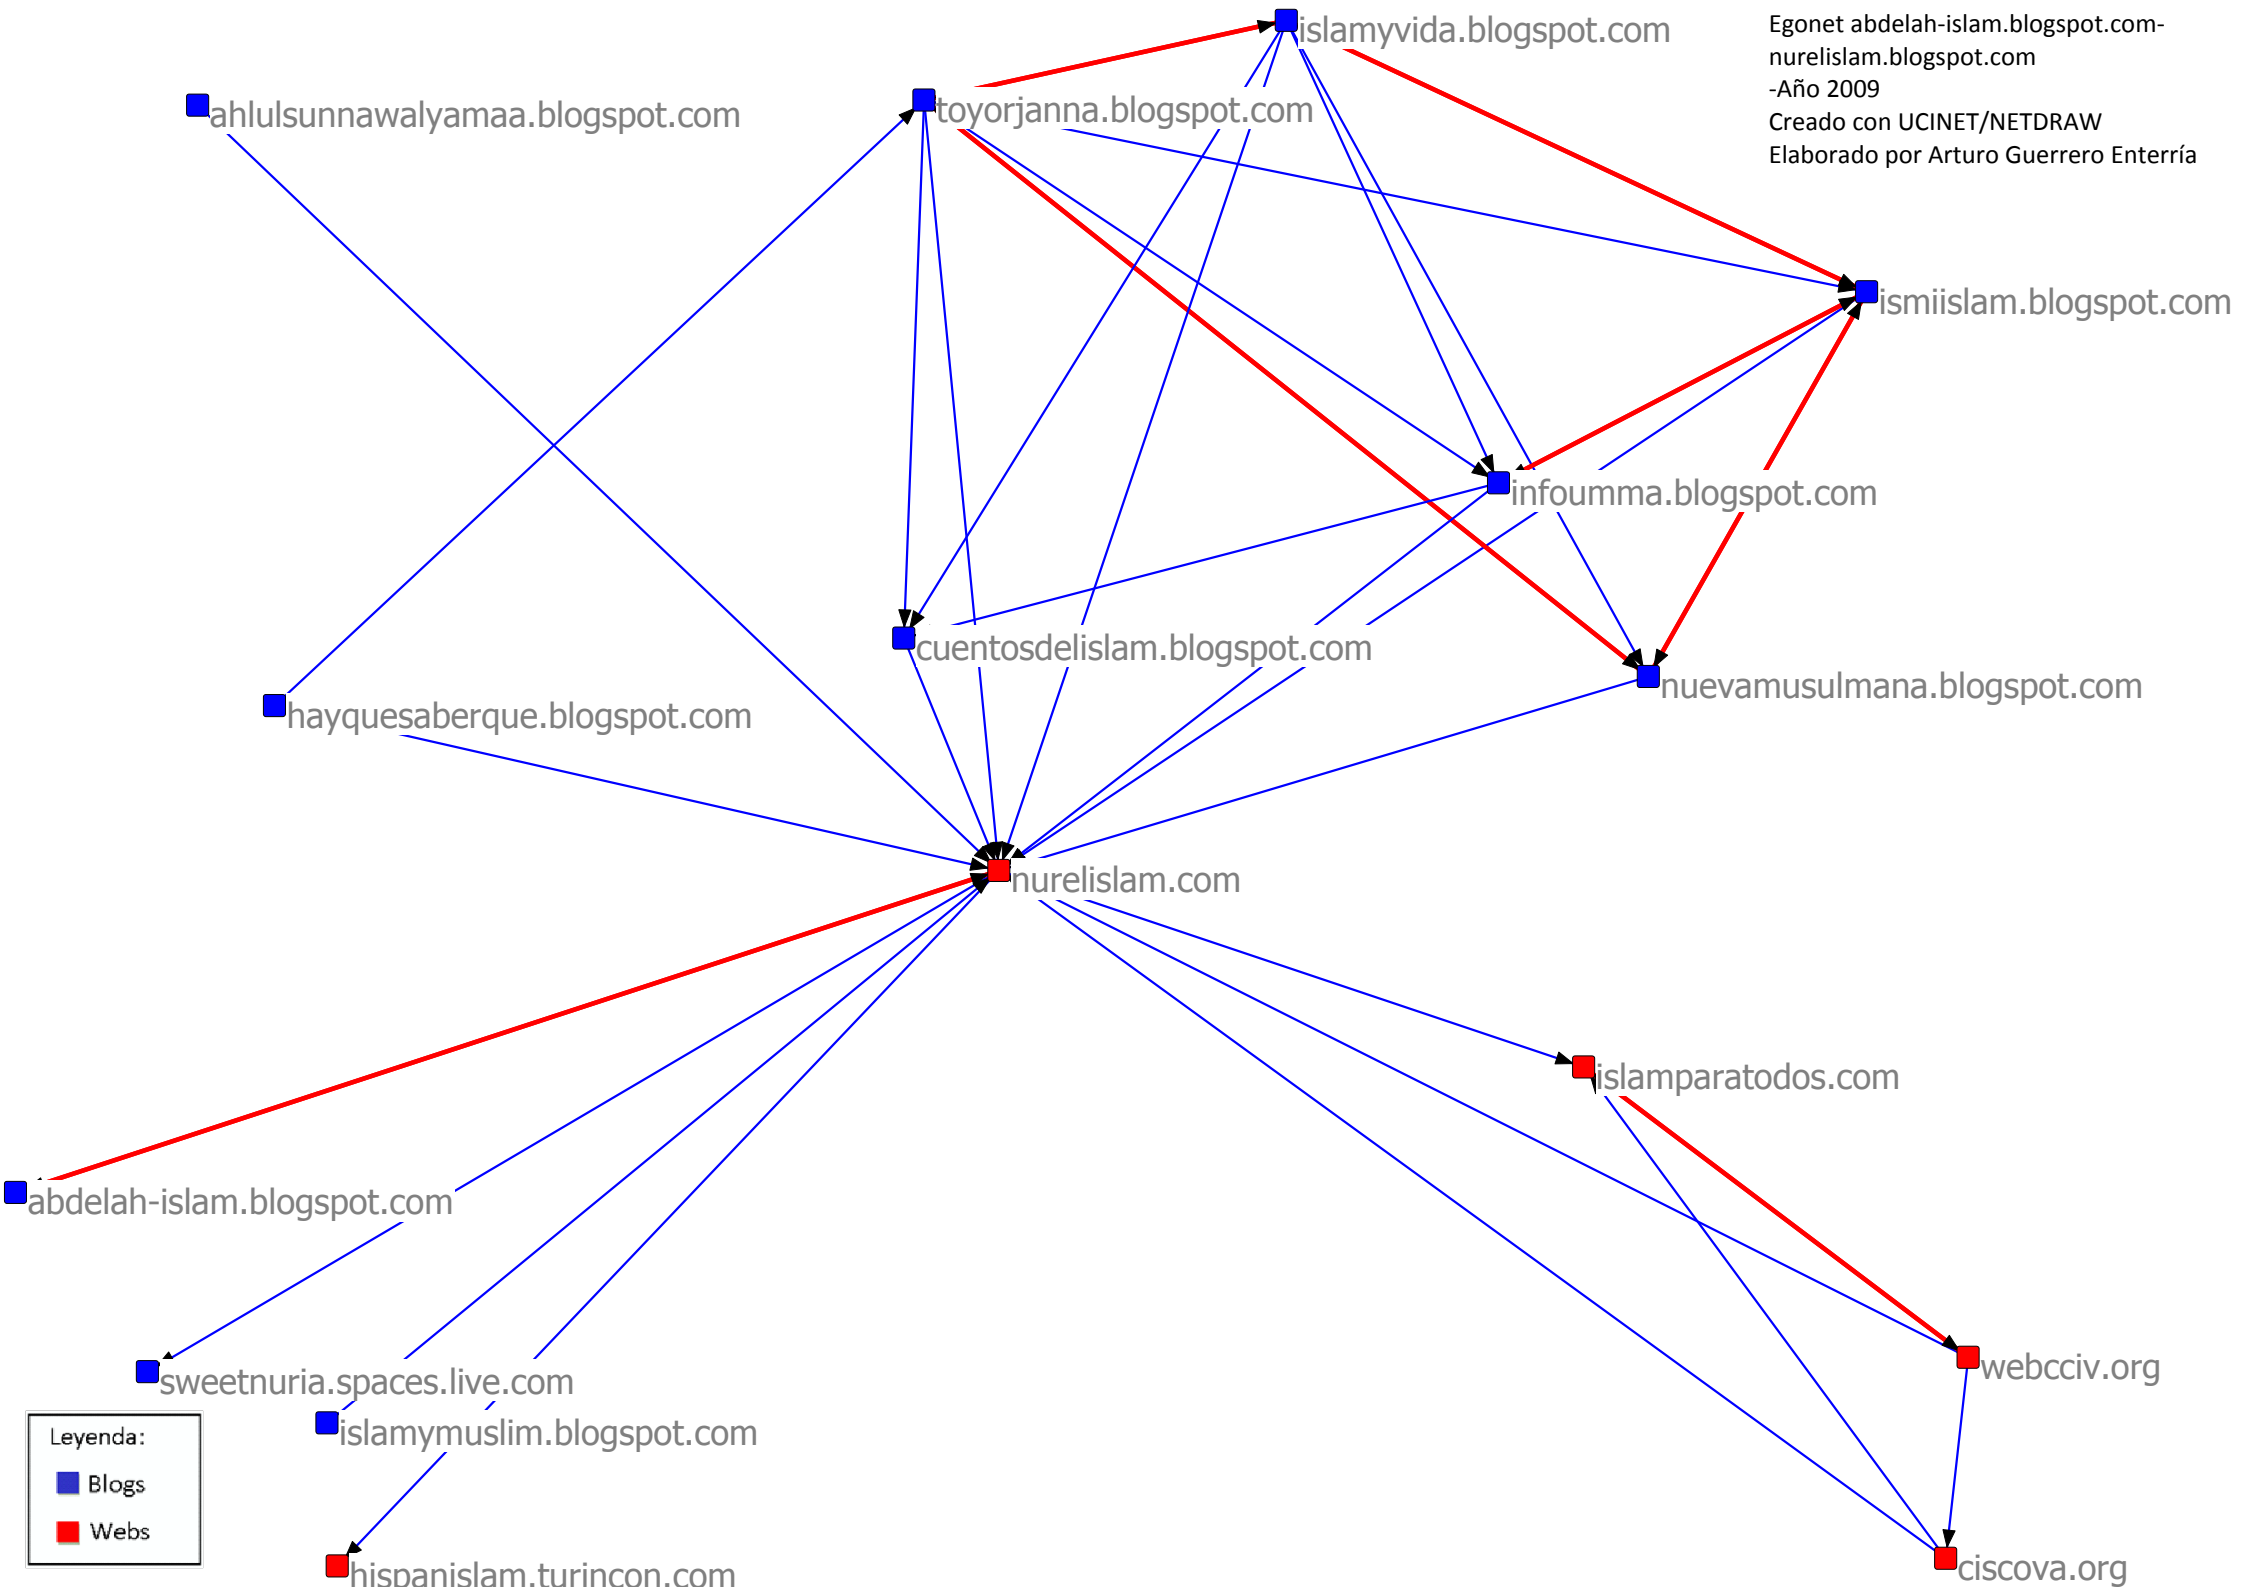 islamyvida.blogspot.com
Egonet abdelah-islam.blogspot.com-
nurelislam.blogspot.com
-Año 2009
Creado con UCINET/NETDRAW
Elaborado por Arturo Guerrero Enterría
ahlulsunnawalyamaa.blogspot.com
toyorjanna.blogspot.com
ismiislam.blogspot.com
infoumma.blogspot.com
cuentosdelislam.blogspot.com
nuevamusulmana.blogspot.com
hayquesaberque.blogspot.com
nurelislam.com
islamparatodos.com
abdelah-islam.blogspot.com
webcciv.org
sweetnuria.spaces.live.com
islamymuslim.blogspot.com
Leyenda:
Blogs
Webs
hispanislam.turincon.com
ciscova.org